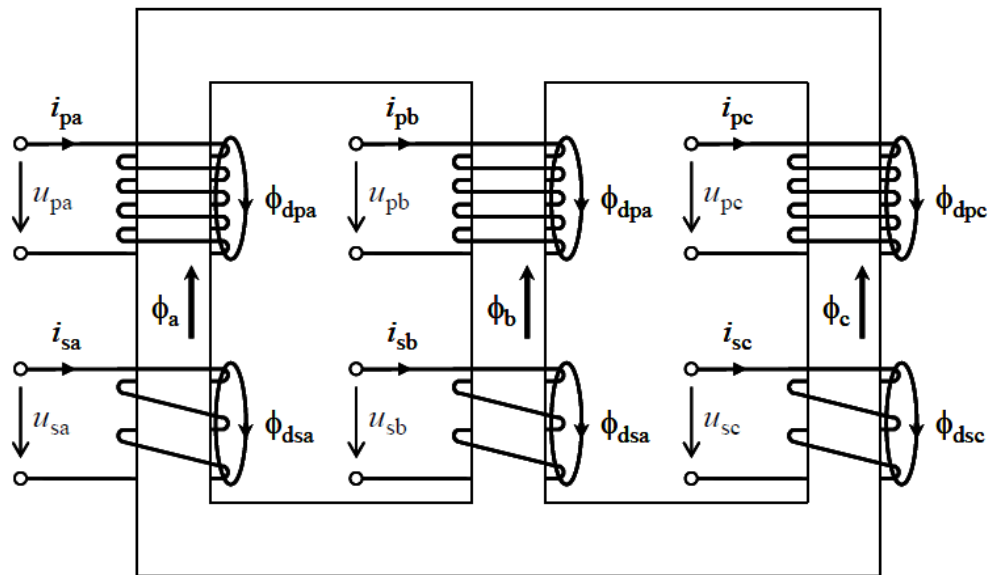 i_pa i_pb i_pc
u_pa ϕ_dpa u_pb ϕ_dpa u_pc ϕ_dpc
ϕ_a ϕ_b ϕ_c
i_sa i_sb i_sc
u_sa ϕ_dsa u_sb ϕ_dsa u_sc ϕ_dsc